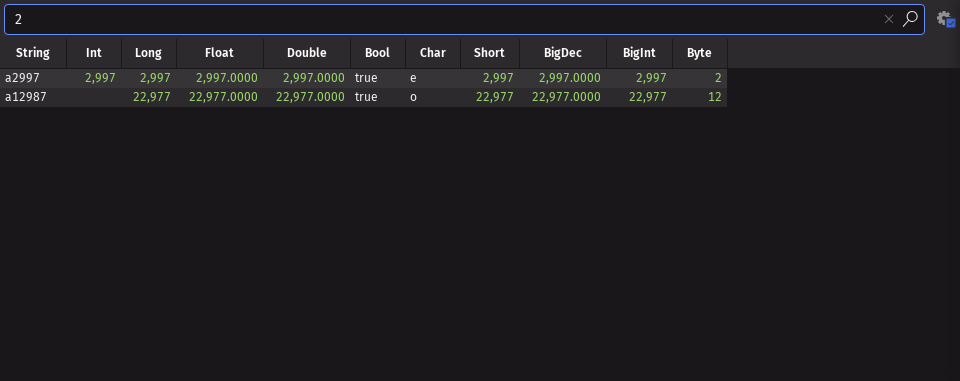 2
String Int Long Float Double Bool Char Short BigDec BigInt Byte
a2997 2,997 2,997 2,997.0000 2,997.0000 true e 2,997 2,997.0000 2,997 2
a12987 22,977 22,977.0000 22,977.0000 true o 22,977 22,977.0000 22,977 12